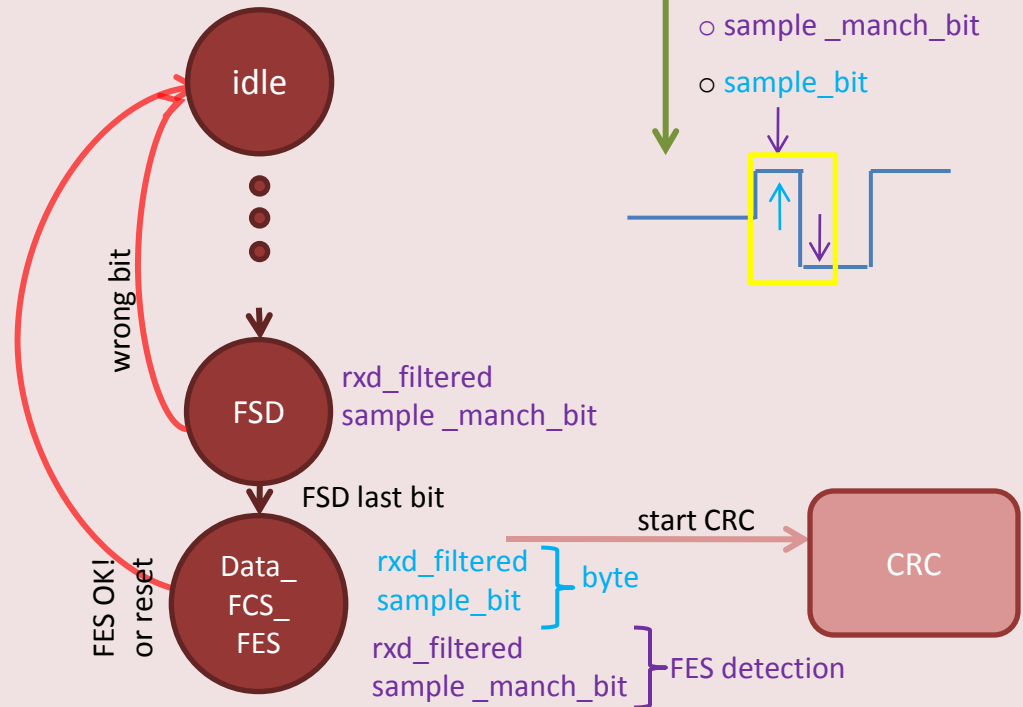 idle
○ sample _manch_bit
○ sample_bit
wrong bit
FSD
rxd_filtered
sample _manch_bit
FSD last bit
start CRC
CRC
FES OK!
or reset
Data_
FCS_
FES
rxd_filtered
sample_bit
byte
rxd_filtered
sample _manch_bit
FES detection